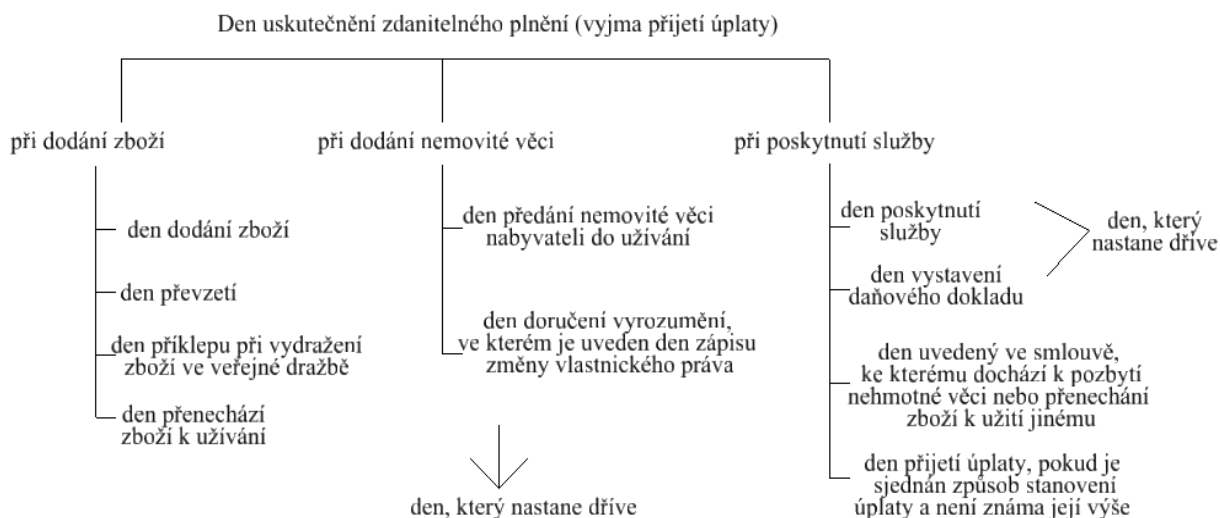 Den uskutečnění zdanitelného plnění (vyjma přijetí úplaty)
při dodání zboží
den dodání zboží
den převzetí
den příklepu při vydražení
zboží ve veřejné dražbě
den přenechází
zboží k užívání
při dodání nemovité věci
den předání nemovité věci
nabyvateli do užívání
den doručení vyrozumění,
ve kterém je uveden den zápisu
změny vlastnického práva
den, který nastane dříve
při poskytnutí služby
den poskytnutí
služby
den vystavení
daňového dokladu
den, který
nastane dříve
den uvedený ve smlouvě,
ke kterému dochází k pozbytí
nehmotné věci nebo přenechání
zboží k užití jinému
den přijetí úplaty, pokud je
sjednán způsob stanovení
úplaty a není známa její výše